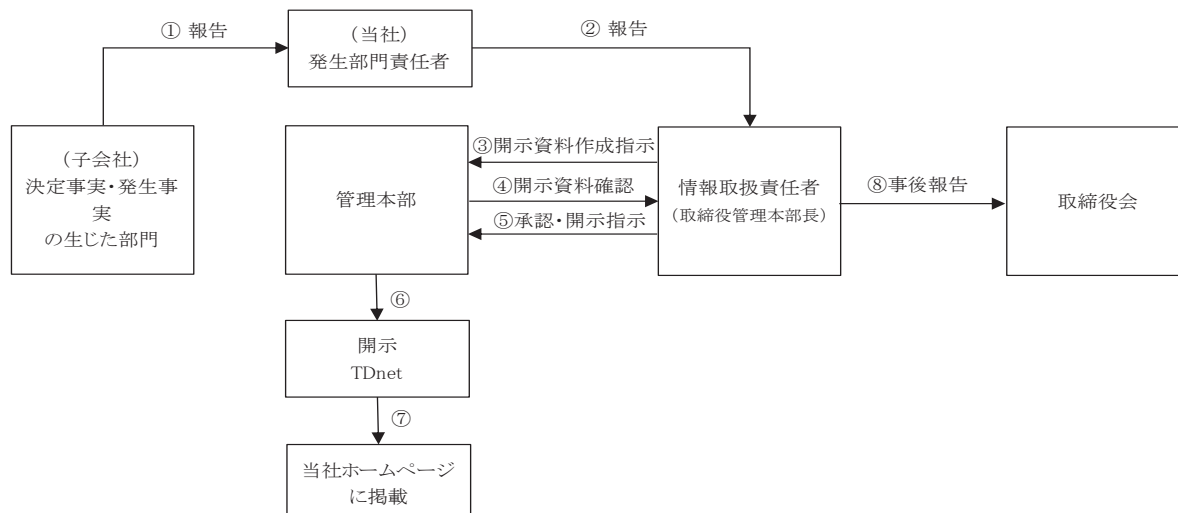 ① 報告
(当社)
発生部門責任者
② 報告
(子会社)
決定事実・発生事
実
の生じた部門
管理本部
③開示資料作成指示
④開示資料確認
⑤承認・開示指示
情報取扱責任者
(取締役管理本部長)
⑧事後報告
取締役会
⑥
開示
TDnet
⑦
当社ホームページ
に掲載